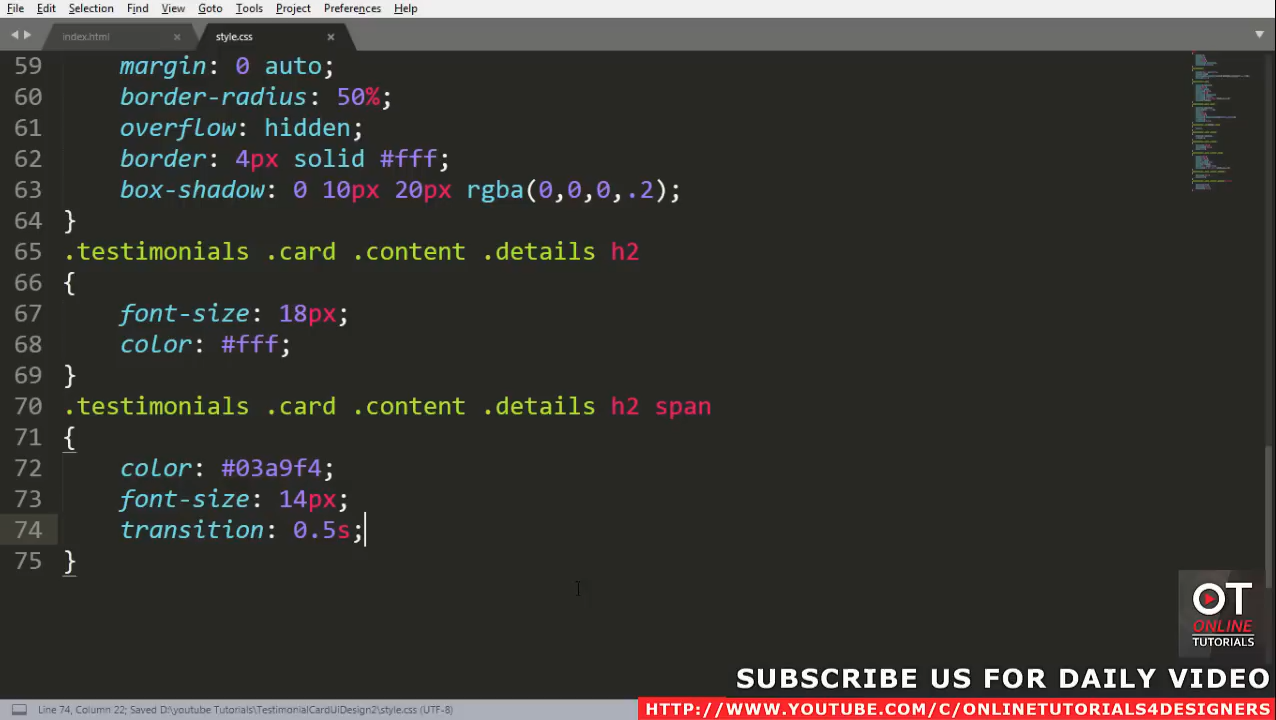 File Edit Selection Find View Goto Tools Project Preferences Help
index.html × style.css ×
59 margin: 0 auto;
60 border-radius: 50%;
61 overflow: hidden;
62 border: 4px solid #fff;
63 box-shadow: 0 10px 20px rgba(0,0,0,.2);
64 }
65 .testimonials .card .content .details h2
66 {
67 font-size: 18px;
68 color: #fff;
69 }
70 .testimonials .card .content .details h2 span
71 {
72 color: #03a9f4;
73 font-size: 14px;
74 transition: 0.5s;
75 }
OT
ONLINE
TUTORIALS
SUBSCRIBE US FOR DAILY VIDEO
Line 74, Column 22; Saved D:\youtube Tutorials\TestimonialCardUIDesign2\style.css (UTF-8)
HTTP://WWW.YOUTUBE.COM/C/ONLINETUTORIALS4DESIGNERS